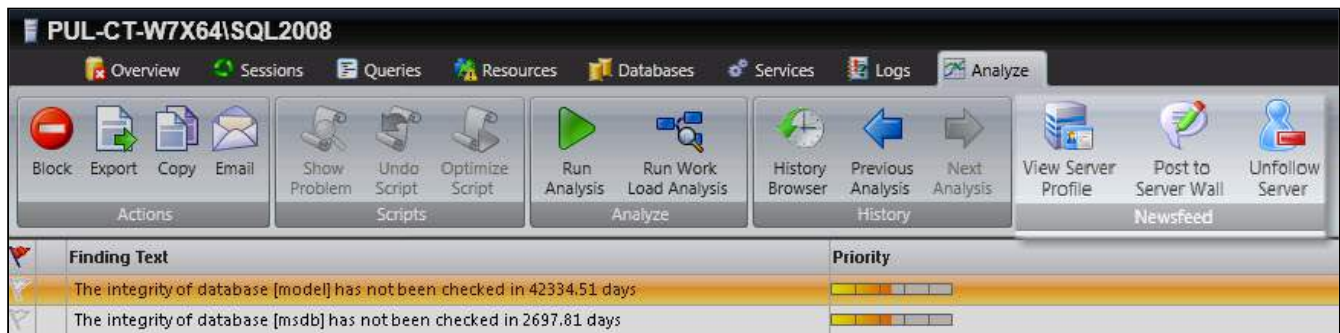 PUL-CT-W7X64\SQL2008
Overview Sessions Queries Resources Databases Services Logs Analyze
Block Export Copy Email Show Problem Undo Script Optimize Script Run Analysis Run Work Load Analysis History Browser Previous Analysis Next Analysis View Server Profile Post to Server Wall Unfollow Server
Actions Scripts Analyze History Newsfeed
Finding Text Priority
The integrity of database [model] has not been checked in 42334.51 days
The integrity of database [msdb] has not been checked in 2697.81 days